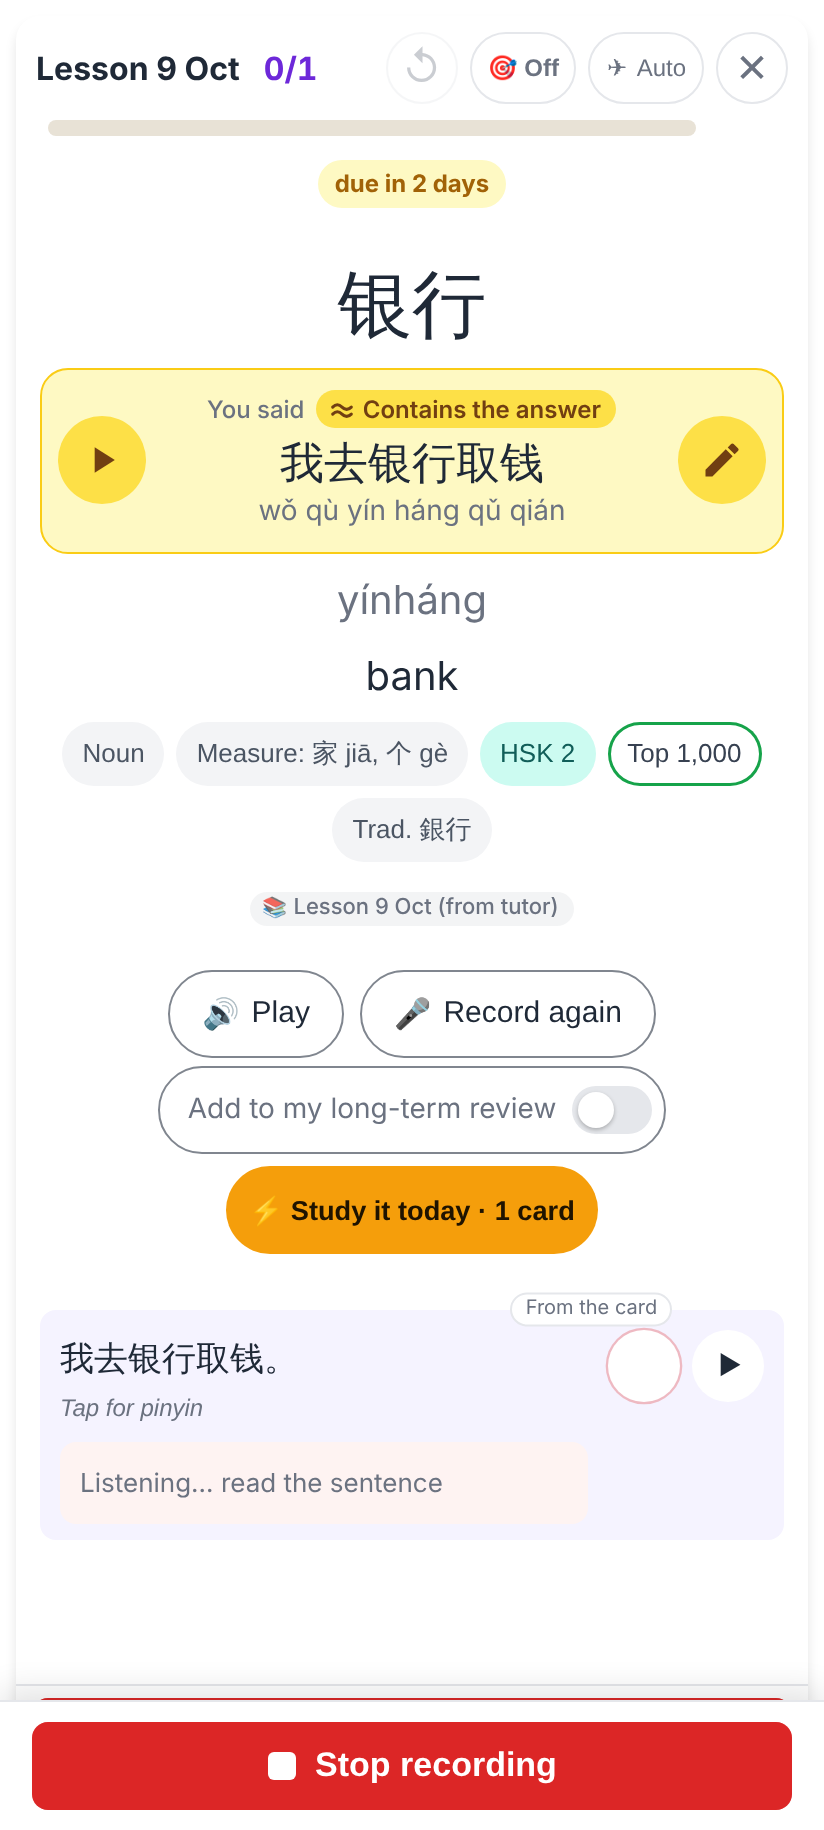 Lesson 9 Oct 0/1 🎯 Off ✈ Auto ✕
due in 2 days
银行
You said ≈ Contains the answer
我去银行取钱
wǒ qù yín háng qǔ qián
yínháng
bank
Noun Measure: 家 jiā, 个 gè HSK 2 Top 1,000
Trad. 銀行
📚 Lesson 9 Oct (from tutor)
🔊 Play 🎤 Record again
Add to my long-term review
⚡ Study it today · 1 card
From the card
我去银行取钱。
Tap for pinyin
Listening... read the sentence
Stop recording